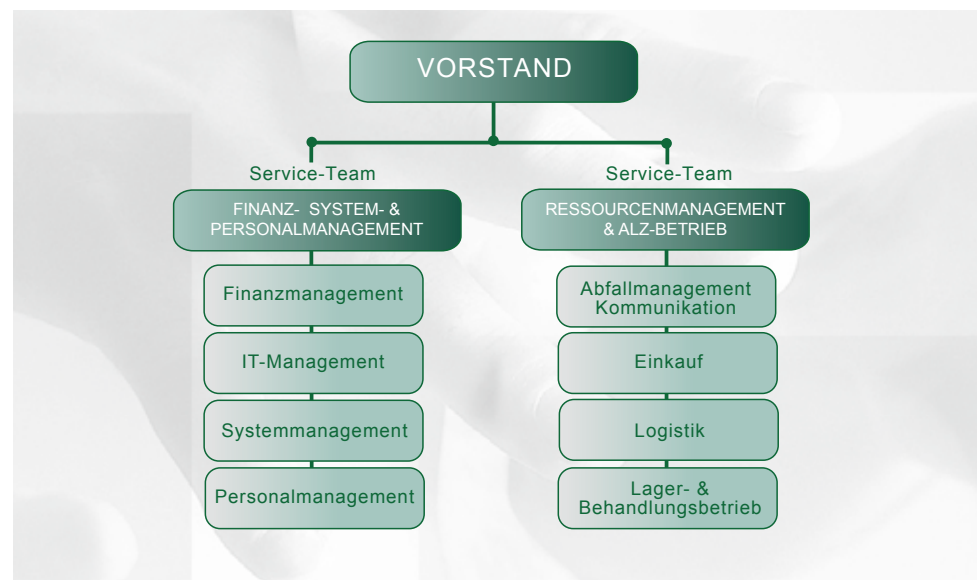 VORSTAND
Service-Team
FINANZ- SYSTEM- &
PERSONALMANAGEMENT
Finanzmanagement
IT-Management
Systemmanagement
Personalmanagement
Service-Team
RESSOURCENMANAGEMENT
& ALZ-BETRIEB
Abfallmanagement
Kommunikation
Einkauf
Logistik
Lager- &
Behandlungsbetrieb